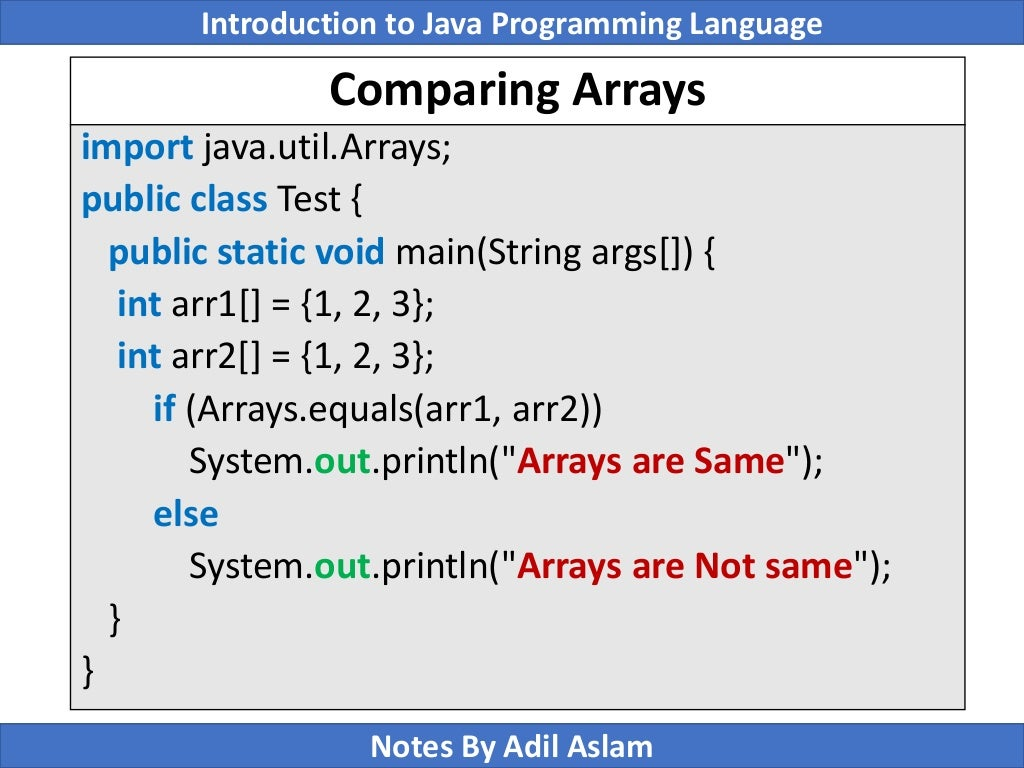 Introduction to Java Programming Language
Comparing Arrays
import java.util.Arrays;
public class Test {
public static void main(String args[]) {
int arr1[] = {1, 2, 3};
int arr2[] = {1, 2, 3};
if (Arrays.equals(arr1, arr2))
System.out.println("Arrays are Same");
else
System.out.println("Arrays are Not same");
}
}
Notes By Adil Aslam